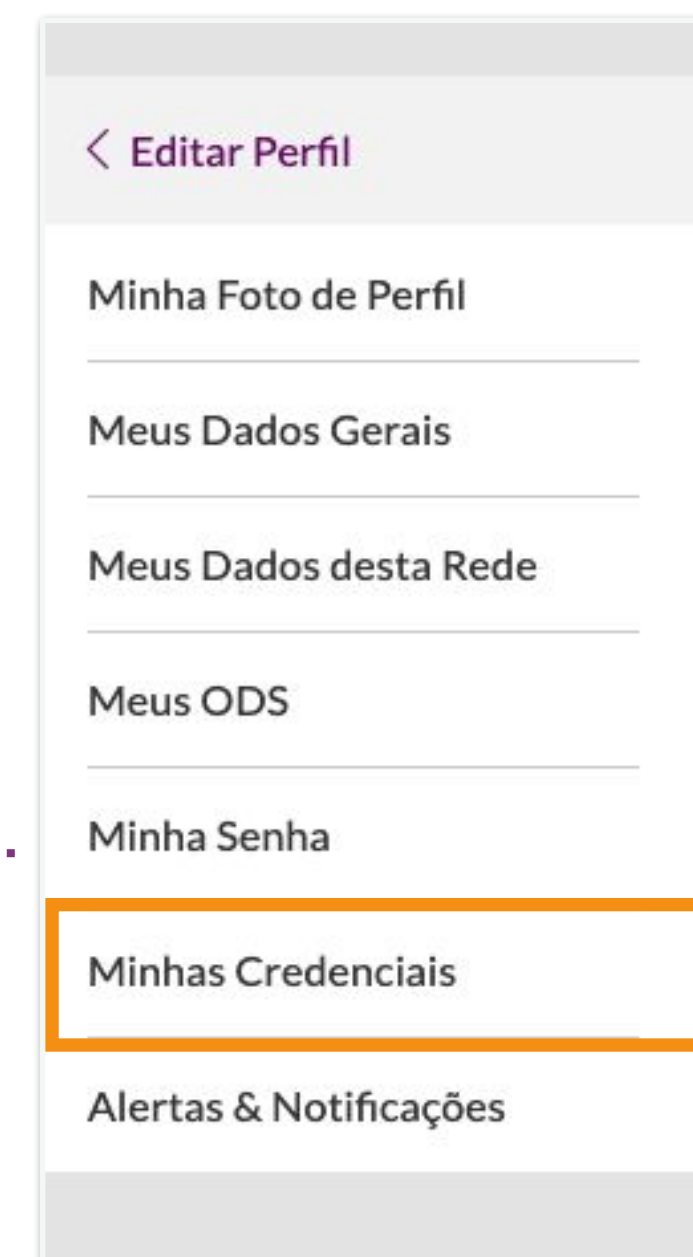 < Editar Perfil
Minha Foto de Perfil
Meus Dados Gerais
Meus Dados desta Rede
Meus ODS
Minha Senha
Minhas Credenciais
Alertas & Notificações